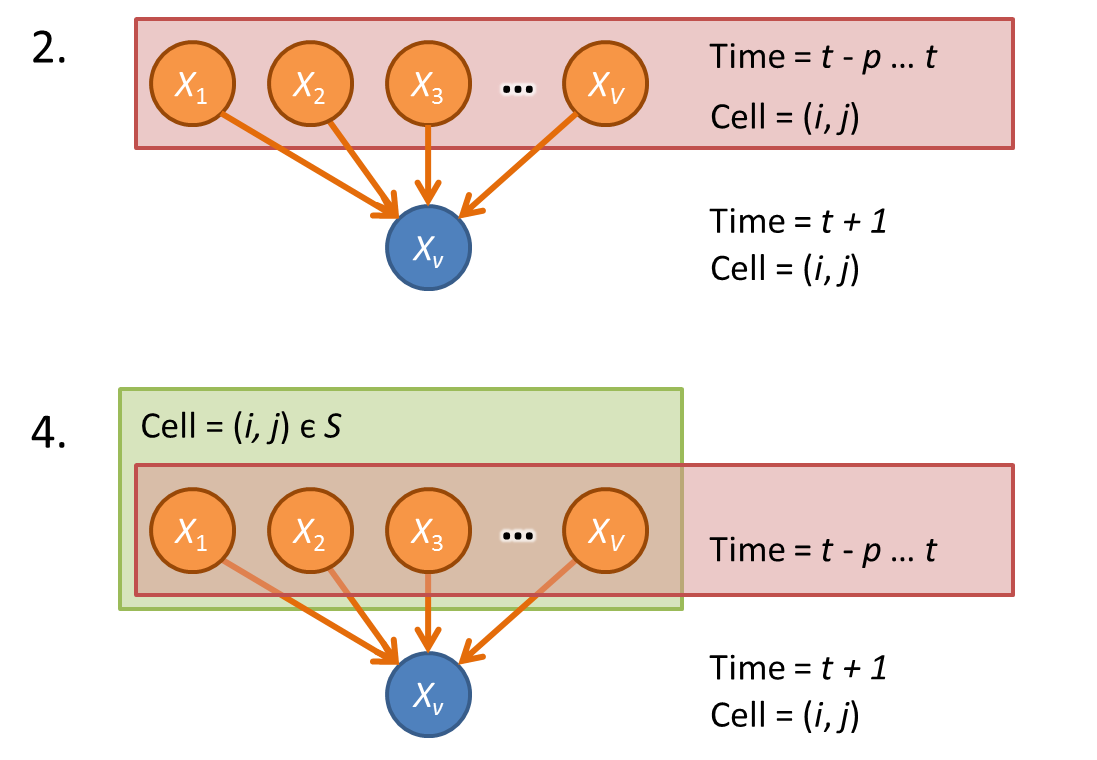 2.
X1 X2 X3 ... XV
Time = t - p ... t
Cell = (i, j)
Xv
Time = t + 1
Cell = (i, j)
4.
Cell = (i, j) ϵ S
X1 X2 X3 ... XV
Time = t - p ... t
Xv
Time = t + 1
Cell = (i, j)